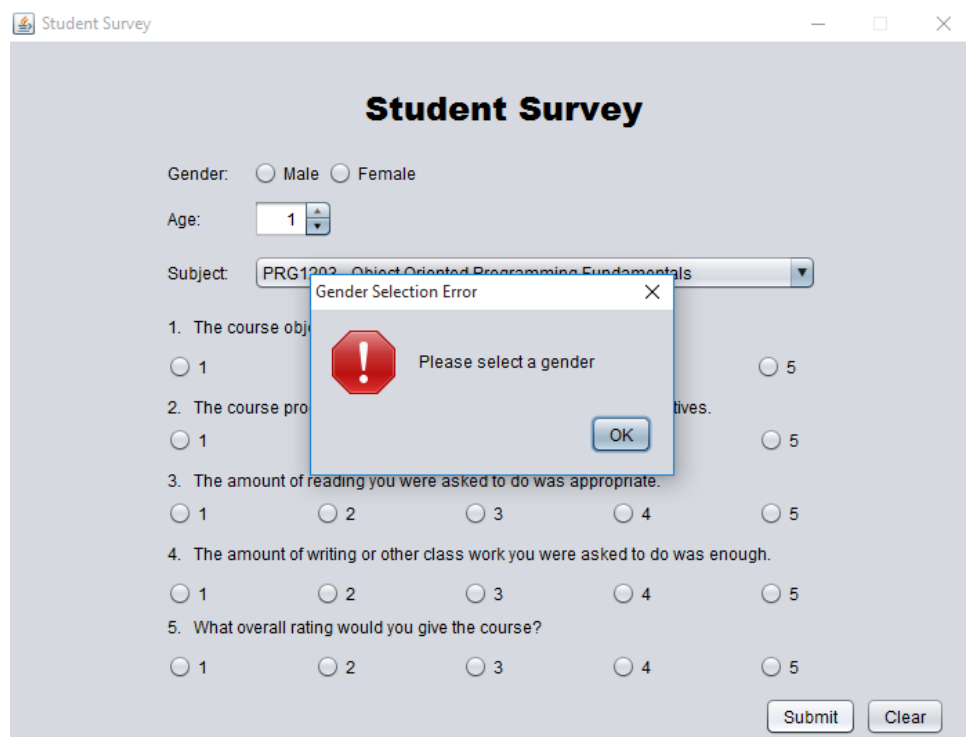 Student Survey
Student Survey
Gender: Male Female
Age: 1
Subject: PRG1203 Object Oriented Programming Fundamentals
Gender Selection Error
Please select a gender
OK
1. The course
1 5
2. The course tives.
1 5
3. The amount of reading you were asked to do was appropriate.
1 2 3 4 5
4. The amount of writing or other class work you were asked to do was enough.
1 2 3 4 5
5. What overall rating would you give the course?
1 2 3 4 5
Submit Clear